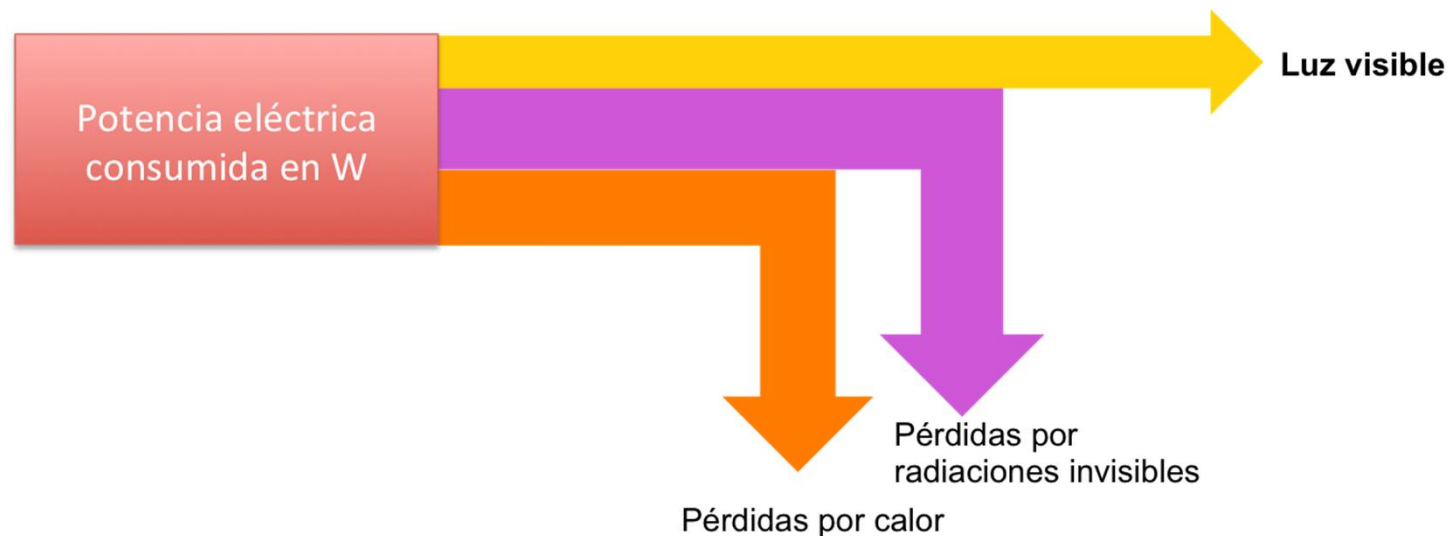 Potencia eléctrica
consumida en W
Luz visible
Pérdidas por
radiaciones invisibles
Pérdidas por calor